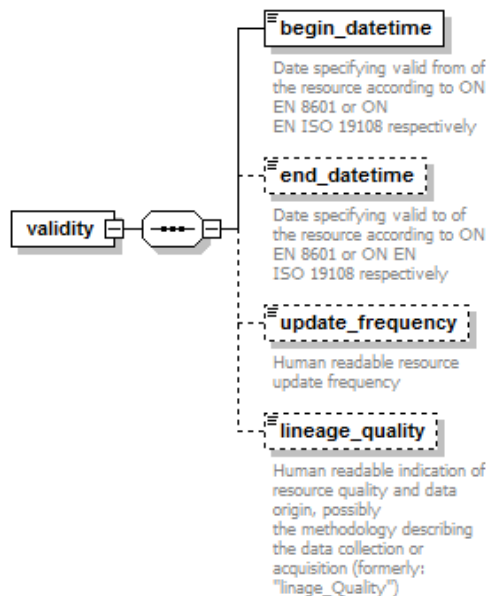 begin_datetime
Date specifying valid from of
the resource according to ON
EN 8601 or ON
EN ISO 19108 respectively
end_datetime
Date specifying valid to of
the resource according to ON
EN 8601 or ON EN
ISO 19108 respectively
validity
update_frequency
Human readable resource
update frequency
lineage_quality
Human readable indication of
resource quality and data
origin, possibly
the methodology describing
the data collection or
acquisition (formerly:
"linage_Quality")